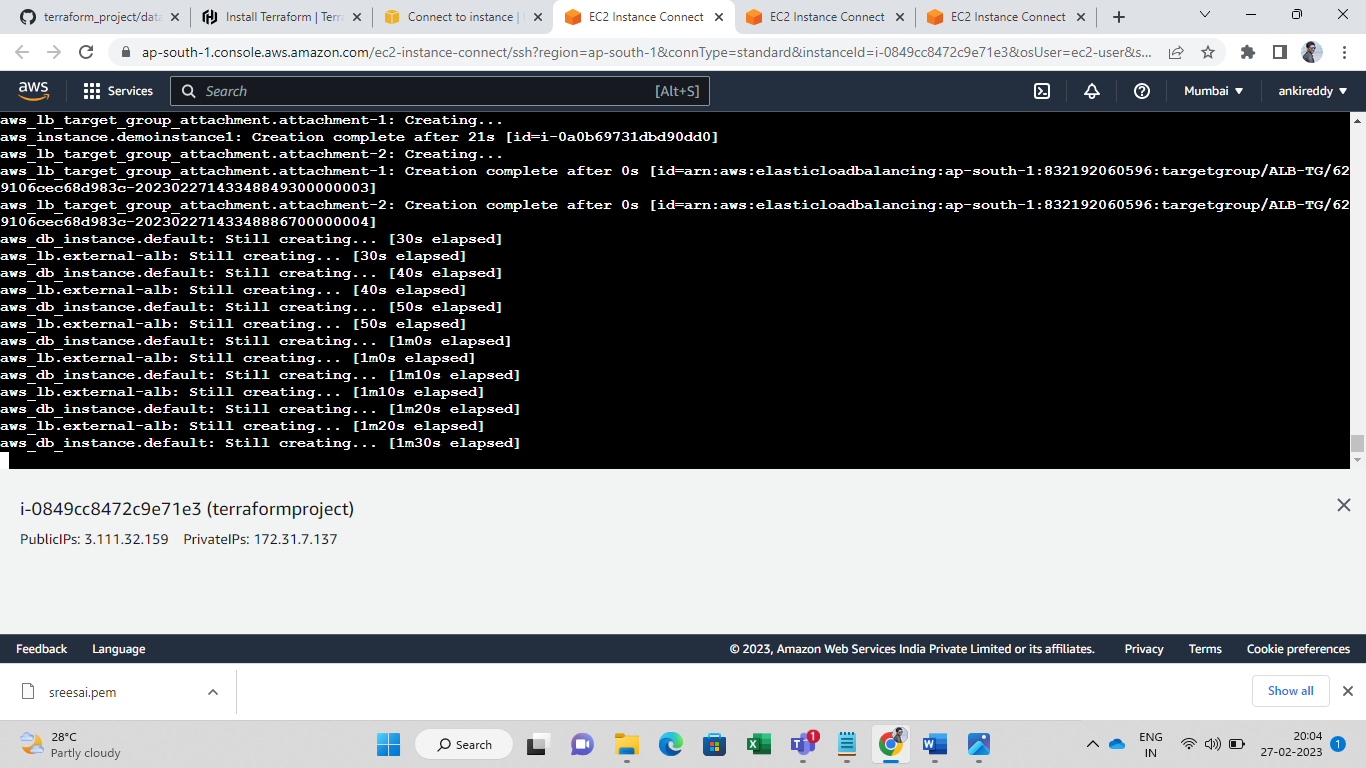 terraform_project/data
Install Terraform | Terra
Connect to instance |
EC2 Instance Connect
EC2 Instance Connect
EC2 Instance Connect
ap-south-1.console.aws.amazon.com/ec2-instance-connect/ssh?region=ap-south-1&connType=standard&instanceId=i-0849cc8472c9e71e3&osUser=ec2-user&s...
aws Services Search [Alt+S] Mumbai ankireddy
aws_lb_target_group_attachment.attachment-1: Creating...
aws_instance.demoinstance1: Creation complete after 21s [id=i-0a0b69731dbd90dd0]
aws_lb_target_group_attachment.attachment-2: Creating...
aws_lb_target_group_attachment.attachment-1: Creation complete after 0s [id=arn:aws:elasticloadbalancing:ap-south-1:832192060596:targetgroup/ALB-TG/62
9106cec68d983c-20230227143348849300000003]
aws_lb_target_group_attachment.attachment-2: Creation complete after 0s [id=arn:aws:elasticloadbalancing:ap-south-1:832192060596:targetgroup/ALB-TG/62
9106cec68d983c-20230227143348886700000004]
aws_db_instance.default: Still creating... [30s elapsed]
aws_lb.external-alb: Still creating... [30s elapsed]
aws_db_instance.default: Still creating... [40s elapsed]
aws_lb.external-alb: Still creating... [40s elapsed]
aws_db_instance.default: Still creating... [50s elapsed]
aws_lb.external-alb: Still creating... [50s elapsed]
aws_db_instance.default: Still creating... [1m0s elapsed]
aws_lb.external-alb: Still creating... [1m0s elapsed]
aws_db_instance.default: Still creating... [1m10s elapsed]
aws_lb.external-alb: Still creating... [1m10s elapsed]
aws_db_instance.default: Still creating... [1m20s elapsed]
aws_lb.external-alb: Still creating... [1m20s elapsed]
aws_db_instance.default: Still creating... [1m30s elapsed]
i-0849cc8472c9e71e3 (terraformproject)
PublicIPs: 3.111.32.159 PrivateIPs: 172.31.7.137
Feedback Language © 2023, Amazon Web Services India Private Limited or its affiliates. Privacy Terms Cookie preferences
sreesai.pem Show all
28°C
Partly cloudy
Search
1
ENG
IN
20:04
27-02-2023
1